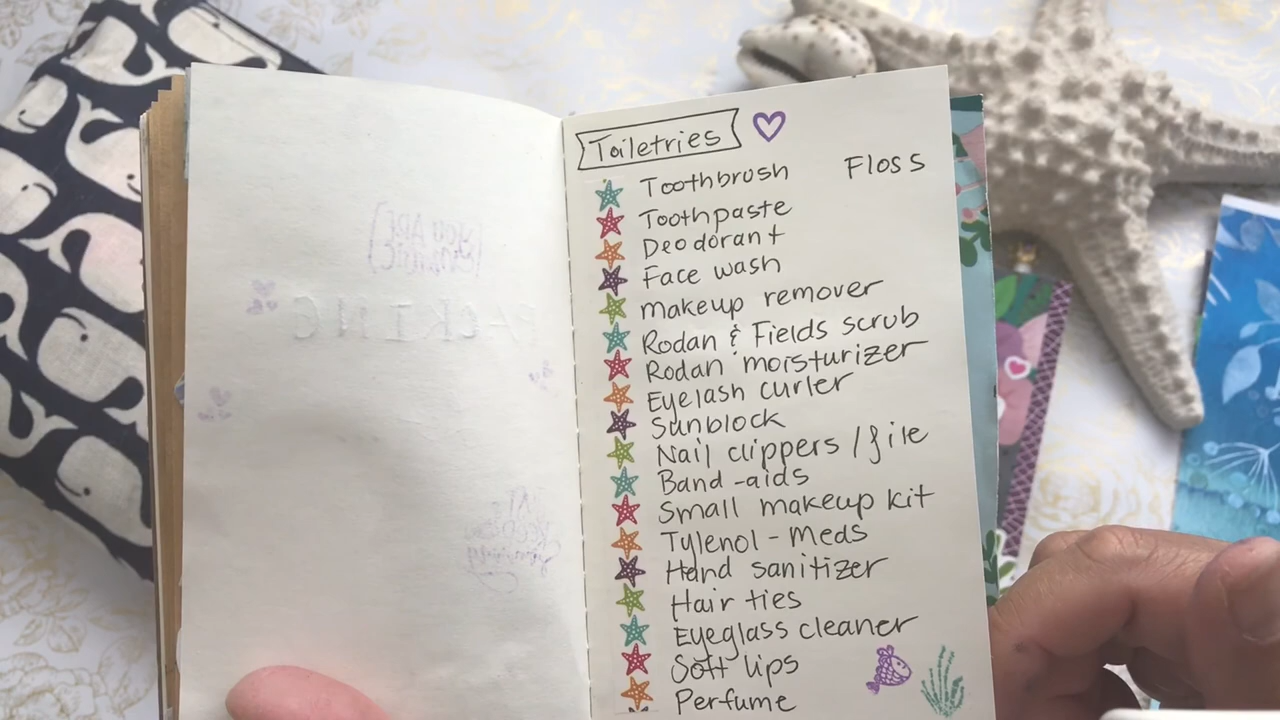 Toiletries
Toothbrush Floss
Toothpaste
Deodorant
Face wash
makeup remover
Rodan & Fields scrub
Rodan moisturizer
Eyelash curler
Sunblock
Nail clippers / file
Band-aids
Small makeup kit
Tylenol - Meds
Hand sanitizer
Hair ties
Eyeglass cleaner
Soft lips
Perfume
PACKING